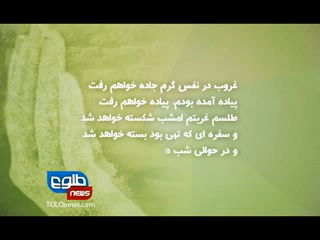 غروب در نفس گرم جاده خواهم رفت
پیاده آمده بودم، پیاده خواهم رفت
طلسم غربتم امشب شکسته خواهد شد
و سفره ای که تهی بود بسته خواهد شد
و در حوالی شب
طلوع
NEWS
TOLOnews.com